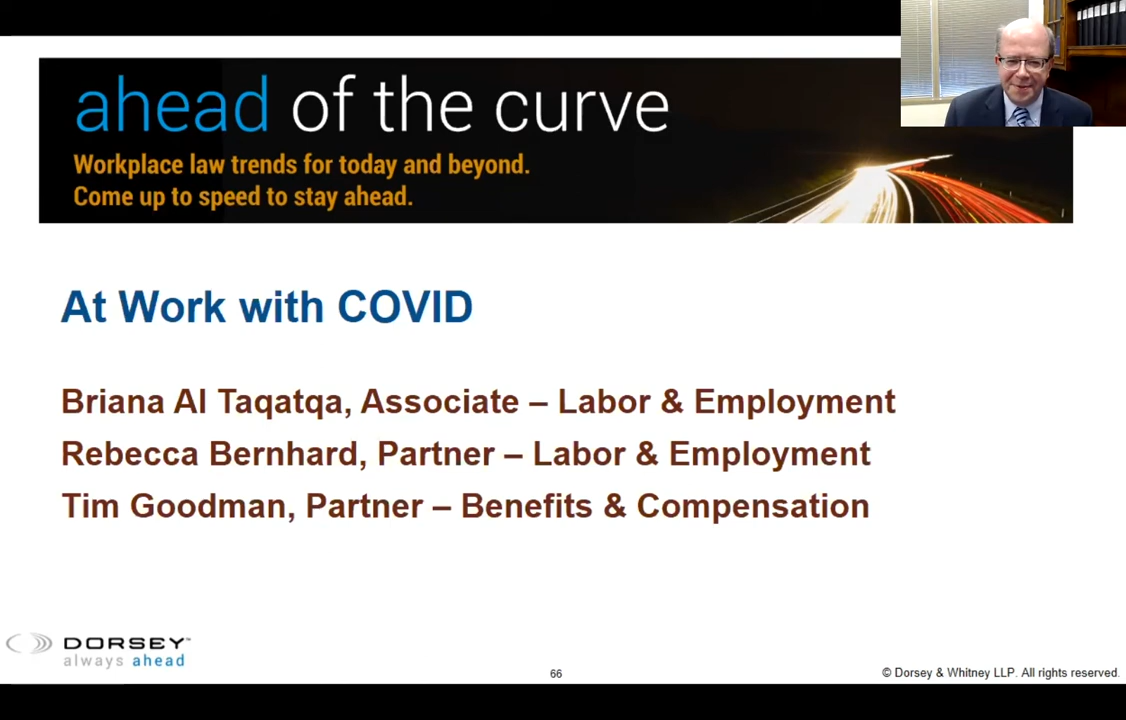 ahead of the curve
Workplace law trends for today and beyond.
Come up to speed to stay ahead.
At Work with COVID
Briana Al Taqatqa, Associate – Labor & Employment
Rebecca Bernhard, Partner – Labor & Employment
Tim Goodman, Partner – Benefits & Compensation
DORSEY™
always ahead
66
© Dorsey & Whitney LLP. All rights reserved.